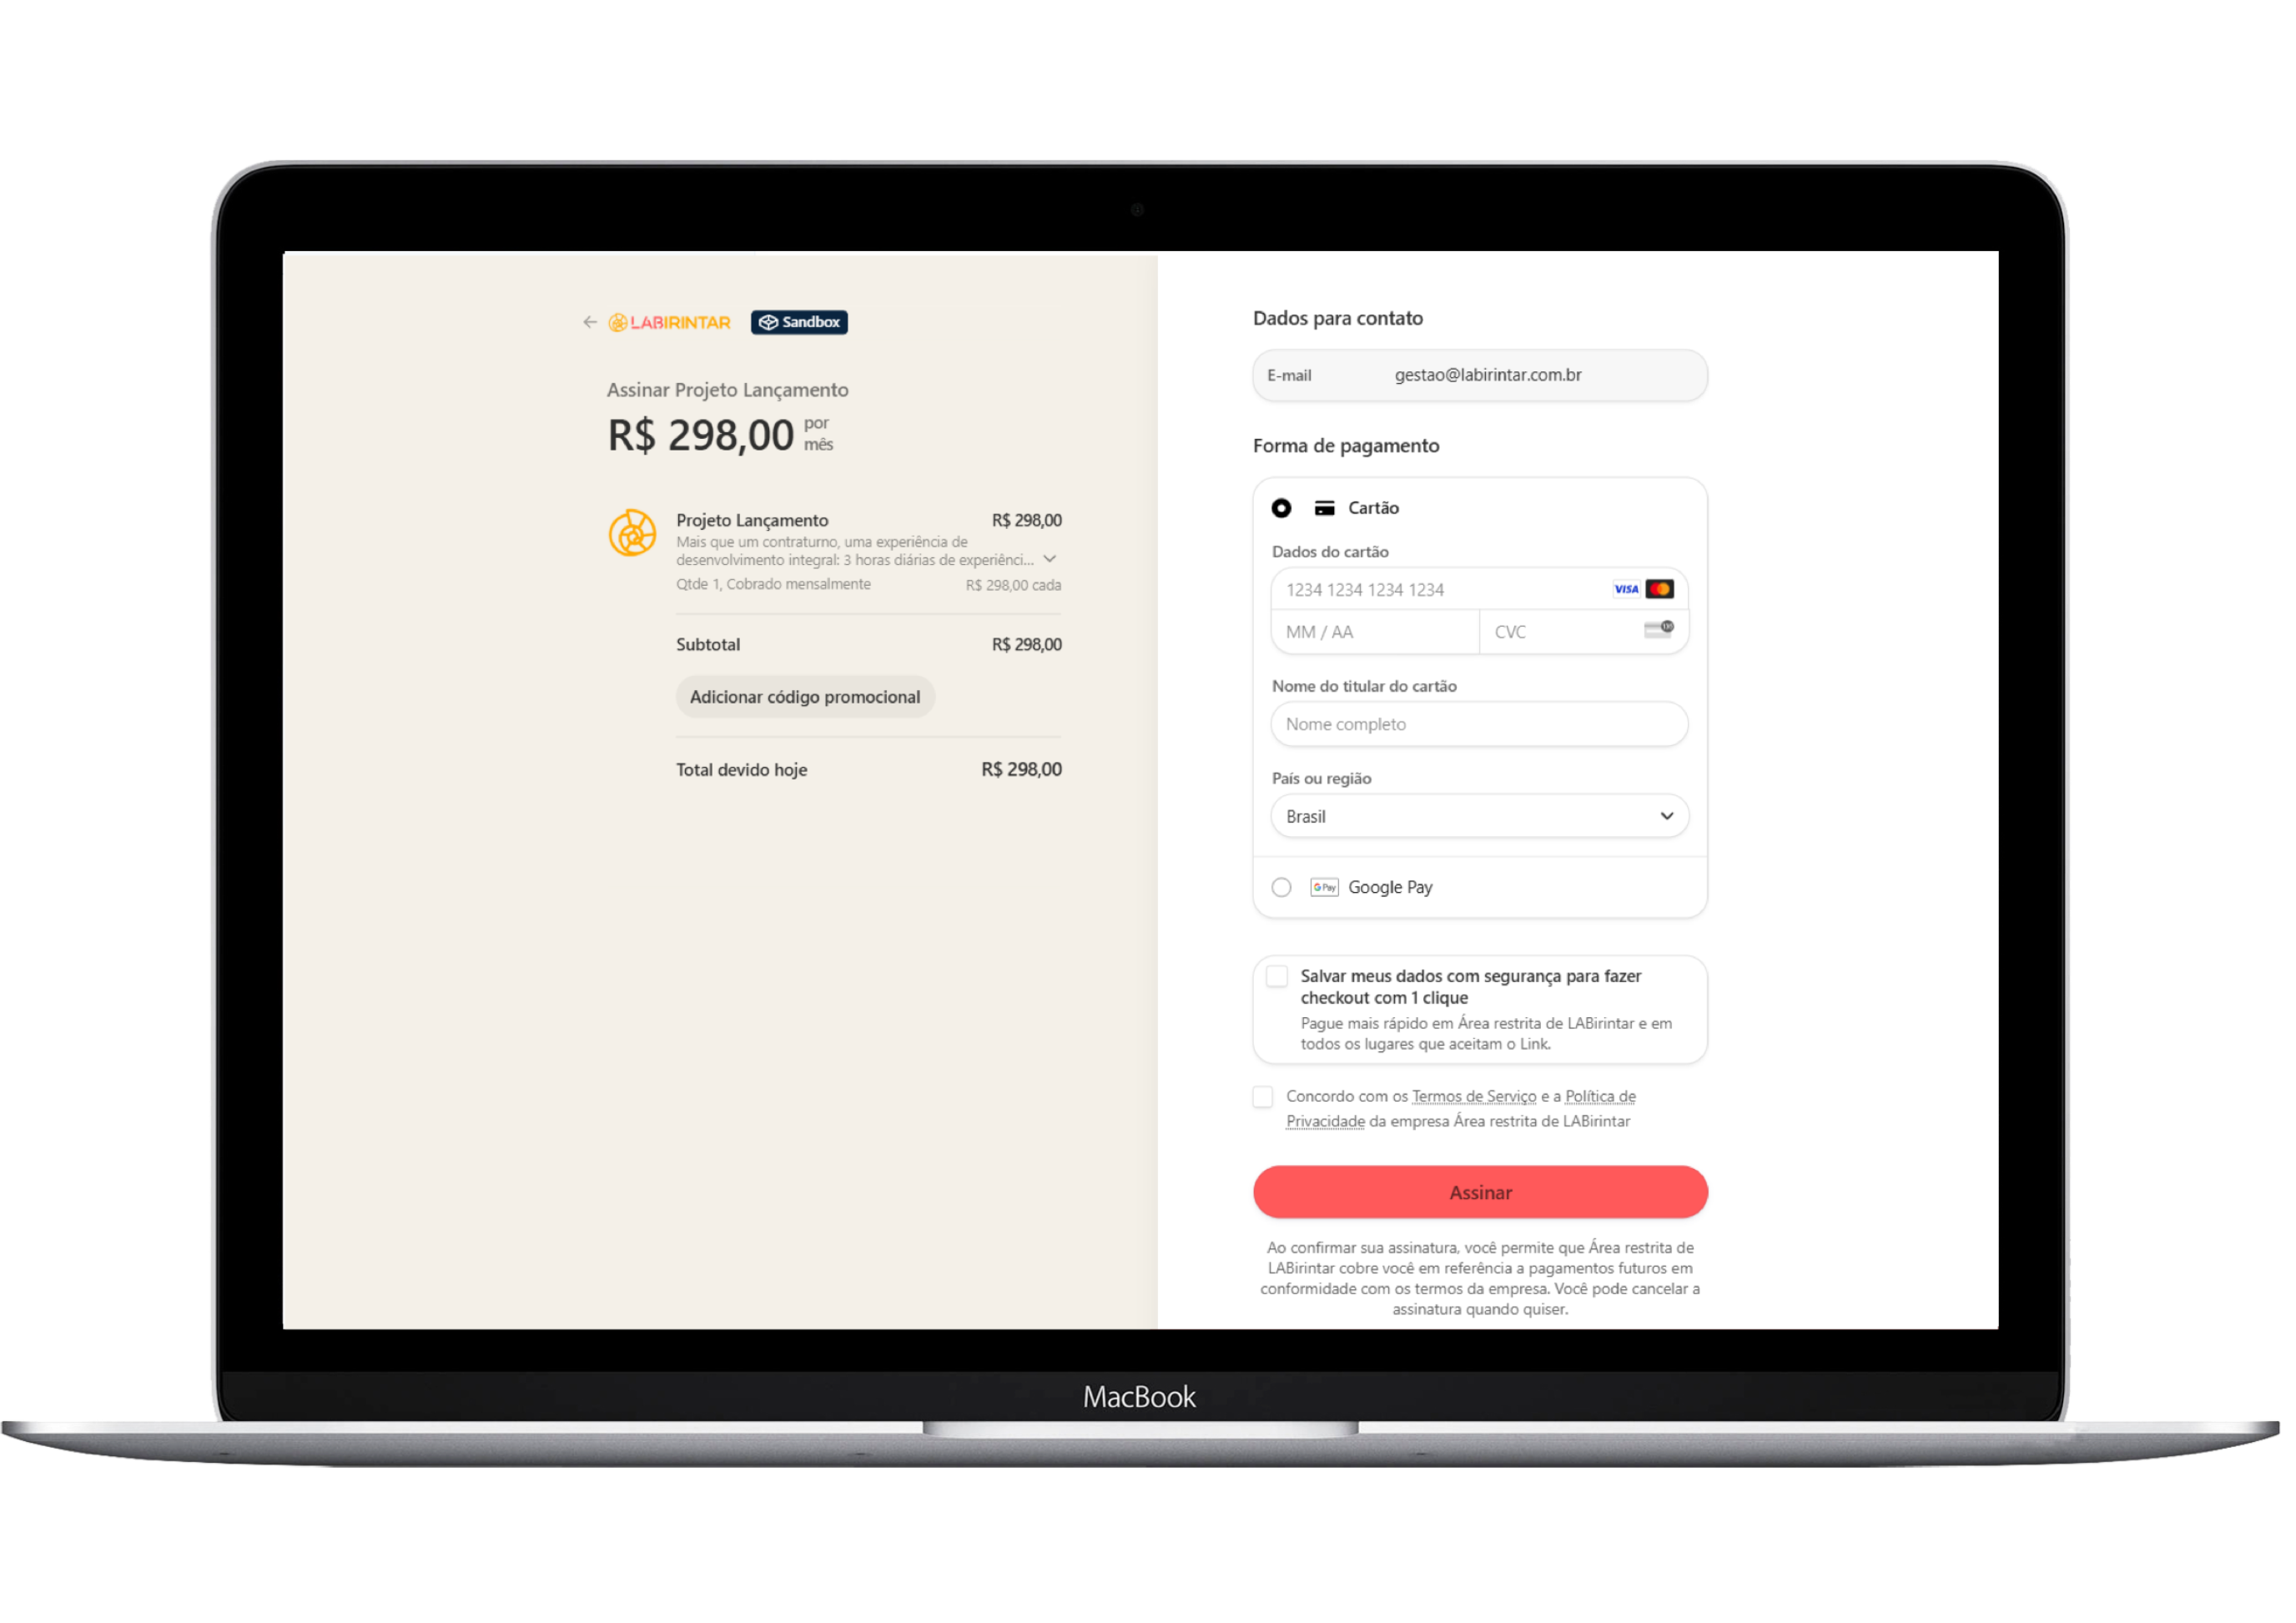 LABIRINTAR
Sandbox
Assinar Projeto Lançamento
R$ 298,00 por
mês
Projeto Lançamento R$ 298,00
Mais que um contraturno, uma experiência de
desenvolvimento integral: 3 horas diárias de experiênci...
Qtde 1, Cobrado mensalmente R$ 298,00 cada
Subtotal R$ 298,00
Adicionar código promocional
Total devido hoje R$ 298,00
Dados para contato
E-mail gestao@labirintar.com.br
Forma de pagamento
Cartão
Dados do cartão
1234 1234 1234 1234 VISA
MM / AA CVC
Nome do titular do cartão
Nome completo
País ou região
Brasil
G Pay Google Pay
Salvar meus dados com segurança para fazer
checkout com 1 clique
Pague mais rápido em Área restrita de LABirintar e em
todos os lugares que aceitam o Link.
Concordo com os Termos de Serviço e a Política de
Privacidade da empresa Área restrita de LABirintar
Assinar
Ao confirmar sua assinatura, você permite que Área restrita de
LABirintar cobre você em referência a pagamentos futuros em
conformidade com os termos da empresa. Você pode cancelar a
assinatura quando quiser.
MacBook